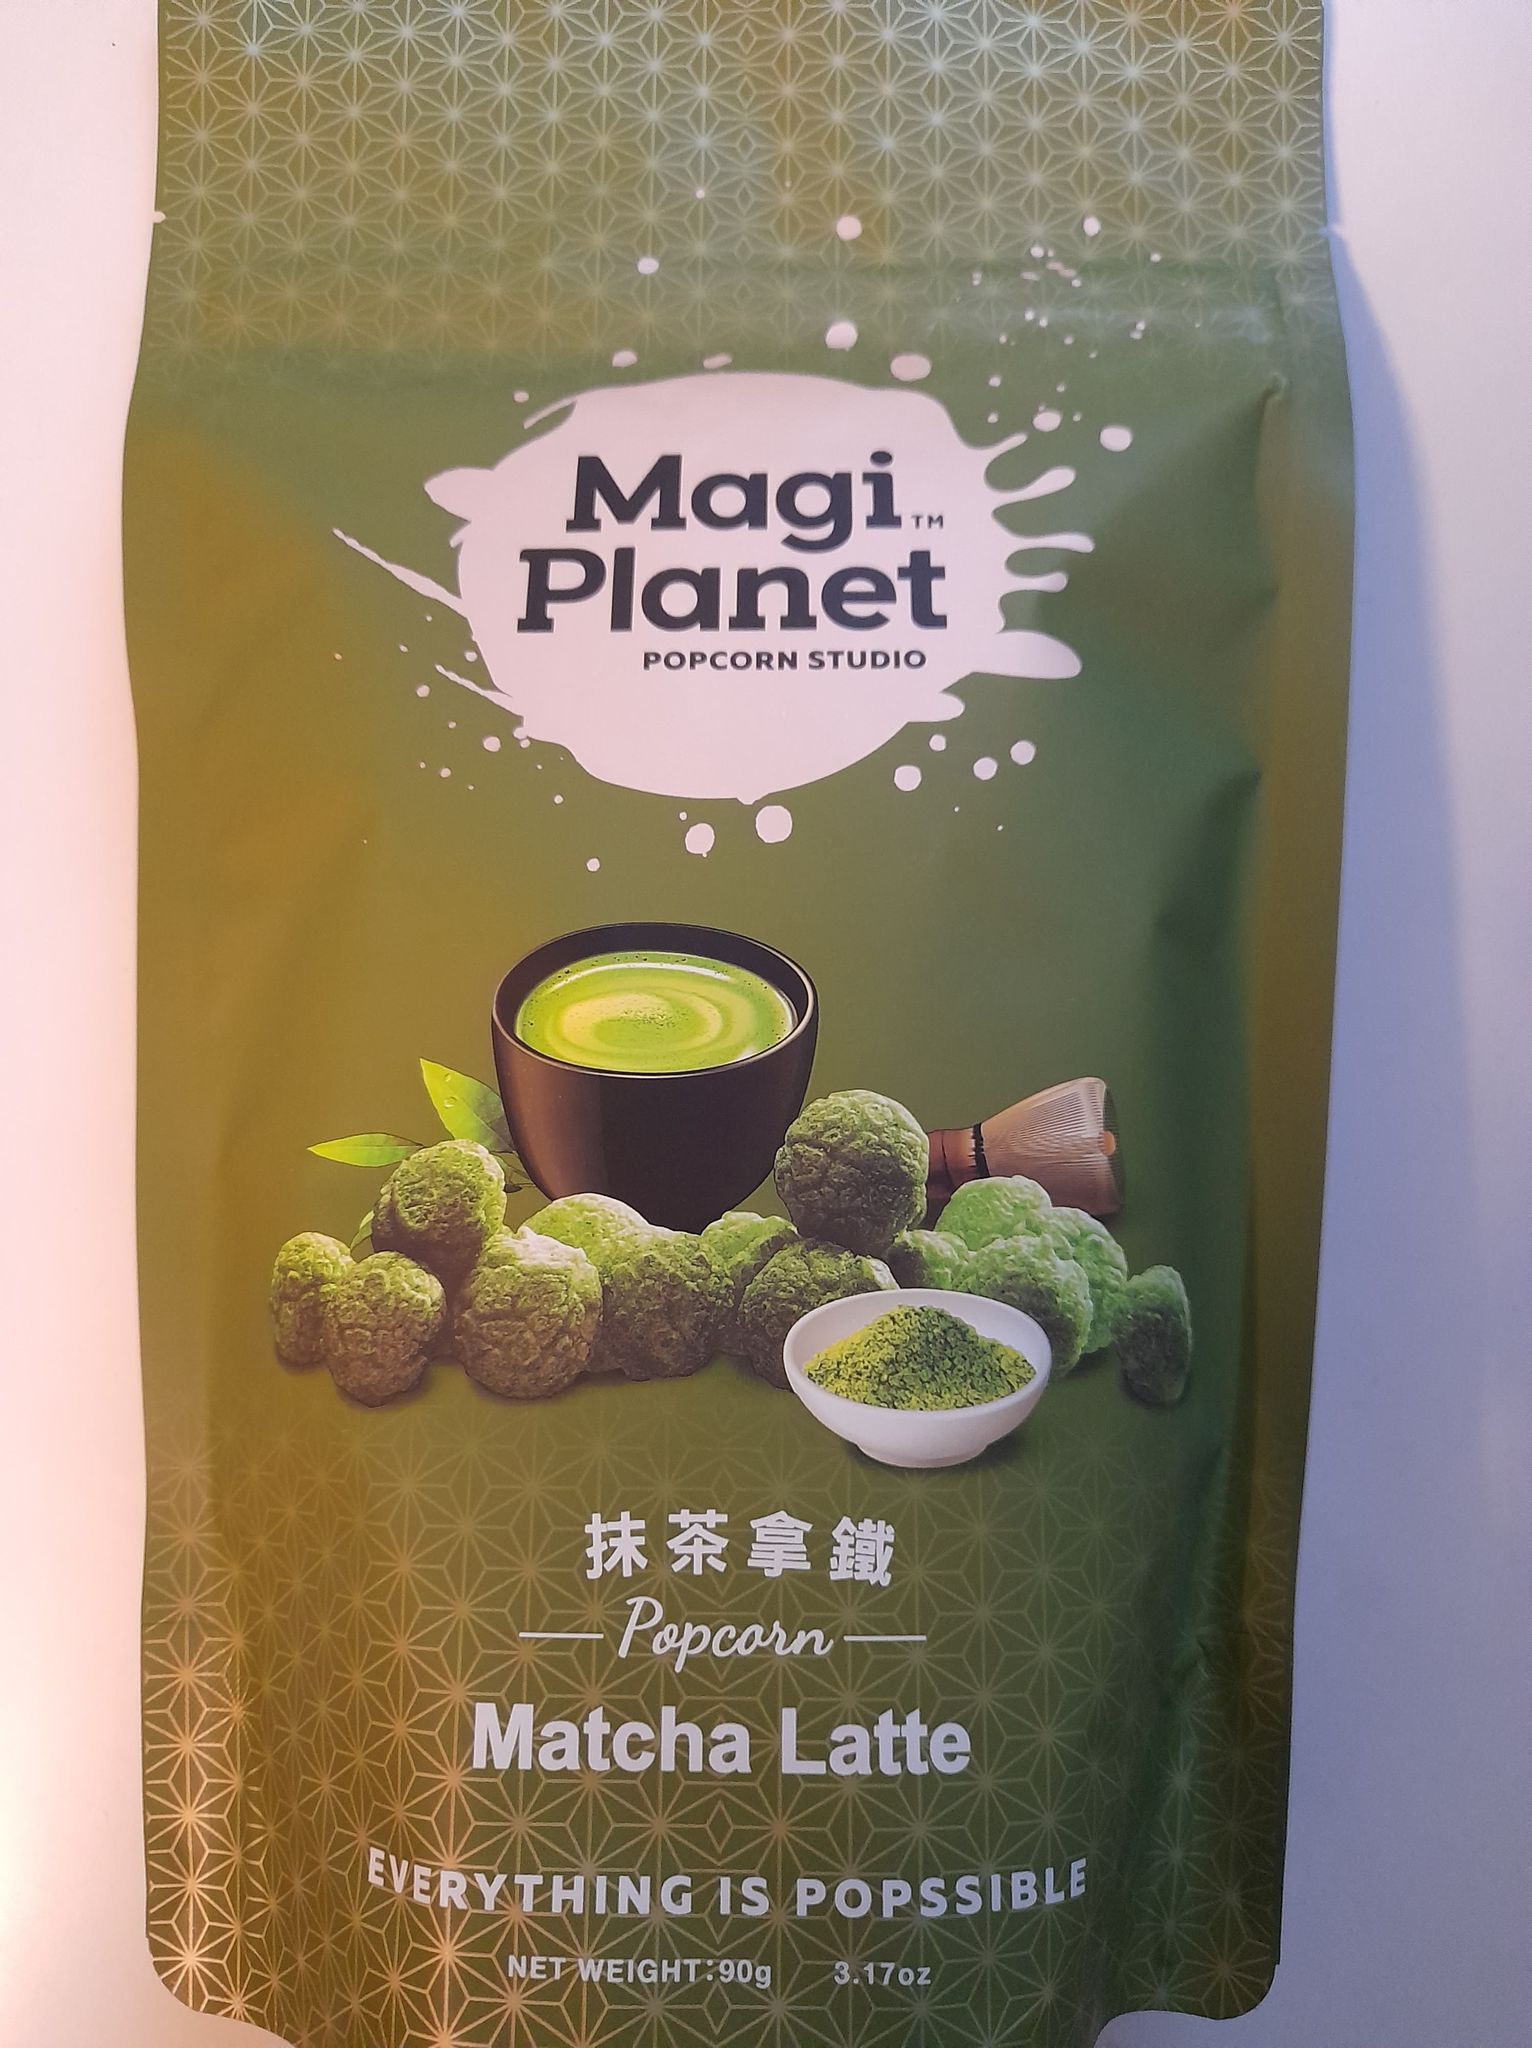 Magi™
Planet
POPCORN STUDIO
抹茶拿鐵
Popcorn
Matcha Latte
EVERYTHING IS POPSSIBLE
NET WEIGHT:90g 3.17oz